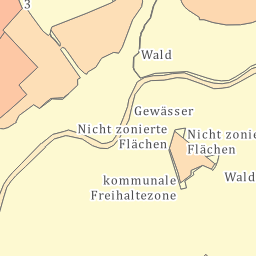 3
Wald
Gewässer
Nicht zonierte
Flächen
Nicht zonie
Flächen
kommunale
Freihaltezone
Wald